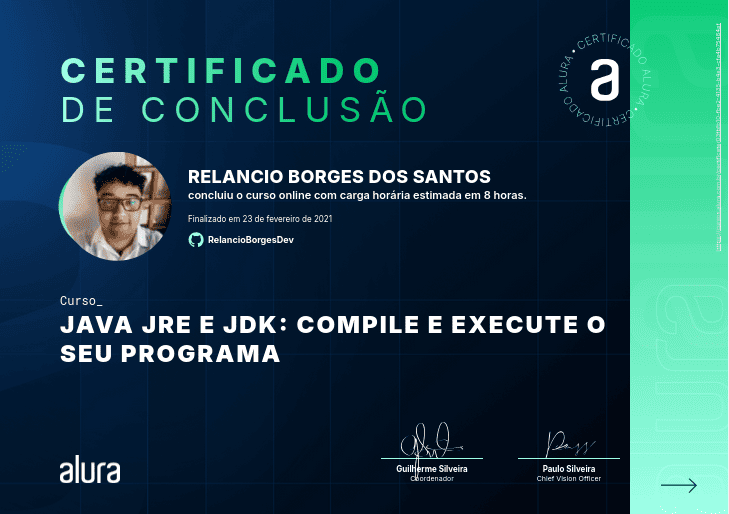 CERTIFICADO
DE CONCLUSÃO
CERTIFICADO ALURA • CERTIFICADO ALURA •
a
RELANCIO BORGES DOS SANTOS
concluiu o curso online com carga horária estimada em 8 horas.
Finalizado em 23 de fevereiro de 2021
RelancioBorgesDev
Curso_
JAVA JRE E JDK: COMPILE E EXECUTE O
SEU PROGRAMA
alura
Guilherme Silveira
Coordenador
Paulo Silveira
Chief Vision Officer
alura